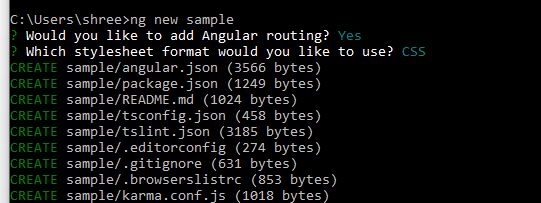 C:\Users\shree>ng new sample
? Would you like to add Angular routing? Yes
? Which stylesheet format would you like to use? CSS
CREATE sample/angular.json (3566 bytes)
CREATE sample/package.json (1249 bytes)
CREATE sample/README.md (1024 bytes)
CREATE sample/tsconfig.json (458 bytes)
CREATE sample/tslint.json (3185 bytes)
CREATE sample/.editorconfig (274 bytes)
CREATE sample/.gitignore (631 bytes)
CREATE sample/.browserslistrc (853 bytes)
CREATE sample/karma.conf.js (1018 bytes)